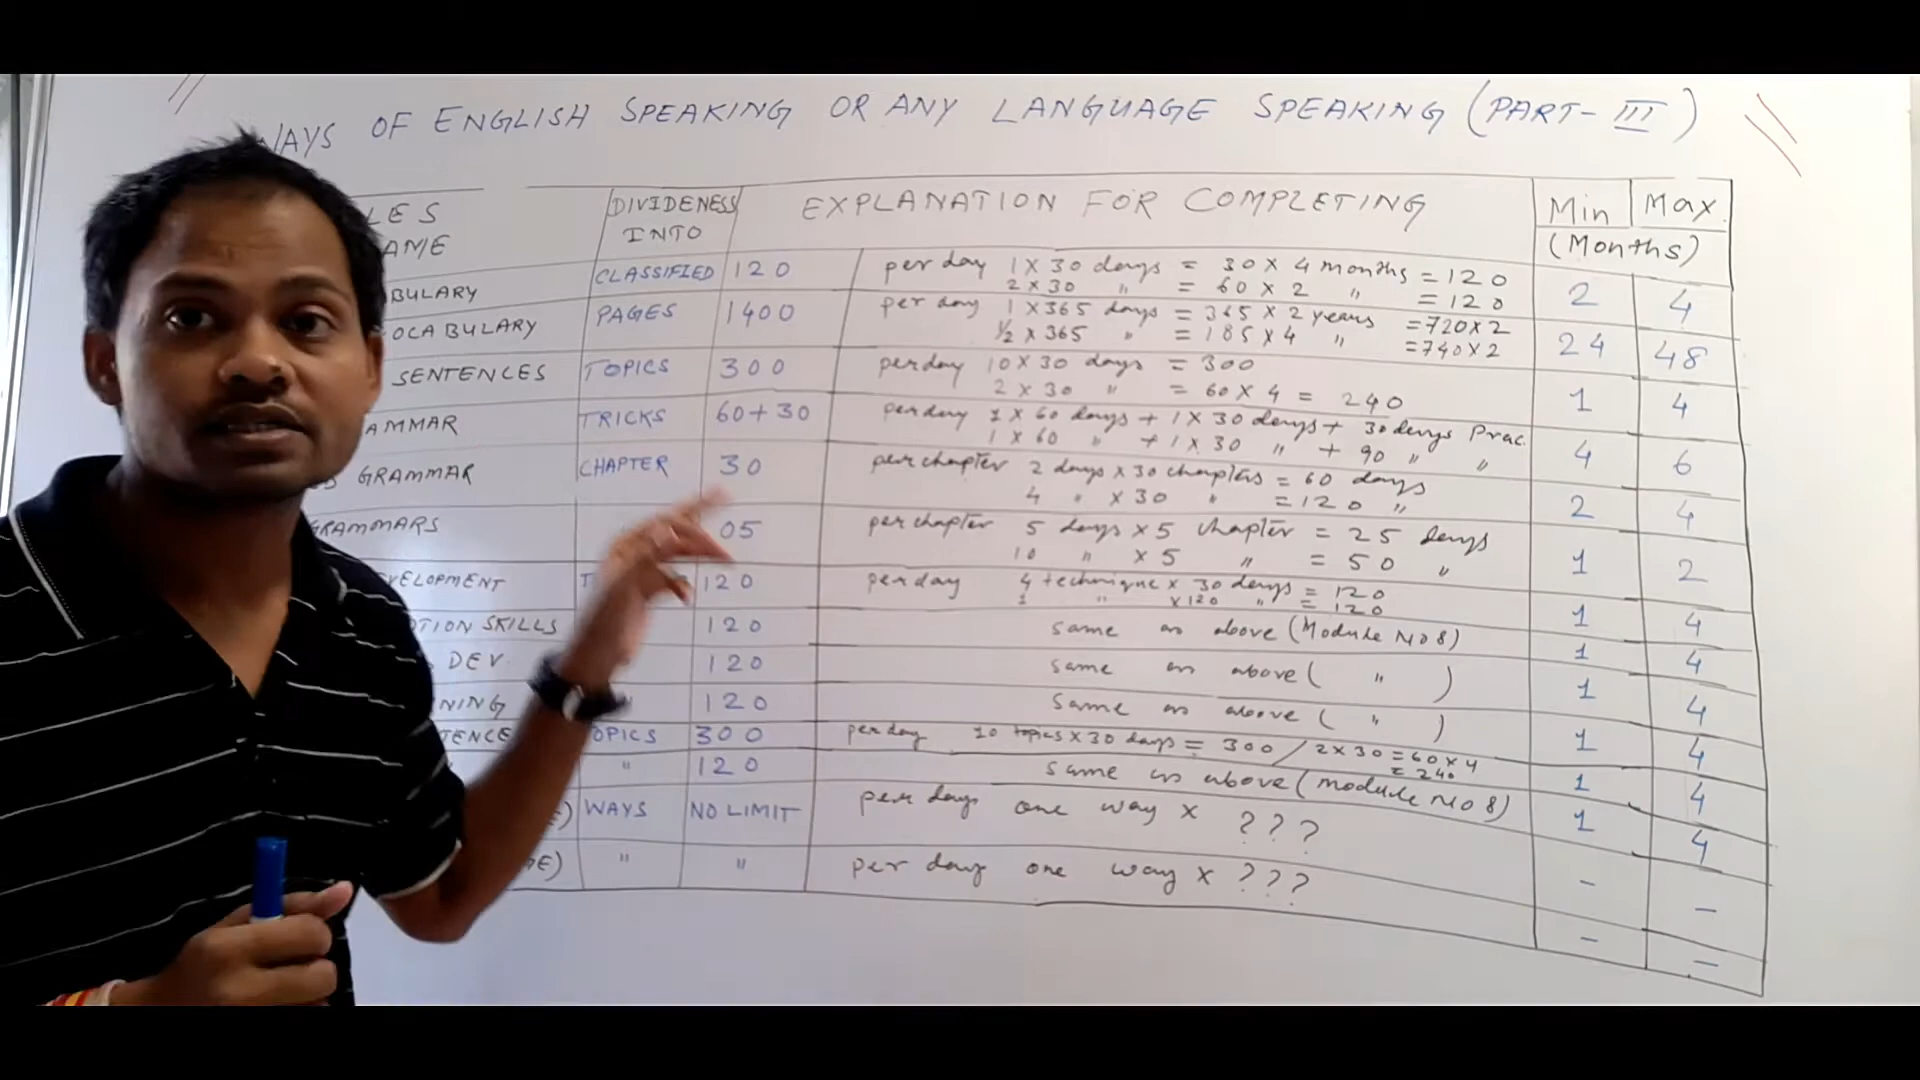 WAYS OF ENGLISH SPEAKING OR ANY LANGUAGE SPEAKING (PART-III)
LES DIVIDENESS EXPLANATION FOR COMPLETING Min Max
AME INTO (Months)
BULARY CLASSIFIED 120 per day 1 X 30 days = 30 X 4 months = 120 2 4
2 X 30 " = 60 X 2 " = 120
OCABULARY PAGES 1400 per day 1 X 365 days = 365 X 2 years = 720 X 2 24 48
½ X 365 " = 185 X 4 " = 740 X 2
SENTENCES TOPICS 300 per day 10 X 30 days = 300 1 4
2 X 30 " = 60 X 4 = 240
AMMAR TRICKS 60+30 per day 1 X 60 days + 1 X 30 days + 30 days Prac. 4 6
1 X 60 " + 1 X 30 " + 90 " "
GRAMMAR CHAPTER 30 per chapter 2 days X 30 chapters = 60 days 2 4
4 " X 30 " = 120 "
GRAMMARS 05 per chapter 5 days X 5 chapter = 25 days 1 2
10 " X 5 " = 50 "
VELOPMENT T 120 per day 4 technique X 30 days = 120 1 4
1 " X 120 " = 120
TION SKILLS 120 same as above (Module NO 8) 1 4
DEV. 120 same as above ( " ) 1 4
NING " 120 same as above ( " ) 1 4
TENCE OPICS 300 per day 10 topics X 30 days = 300 / 2 X 30 = 60 X 4 1 4
= 240
" 120 same as above (module NO 8) 1 4
E) WAYS NO LIMIT per days one way X ??? - -
GE) " " per day one way X ??? - -